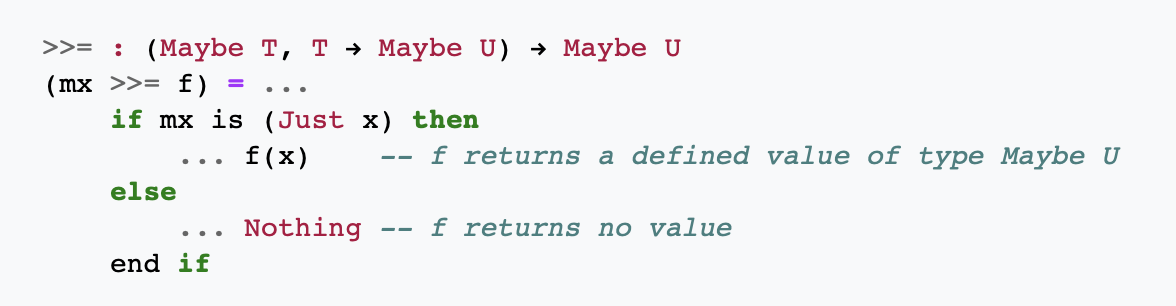 >>= : (Maybe T, T → Maybe U) → Maybe U
(mx >>= f) = ...
    if mx is (Just x) then
        ... f(x)    -- f returns a defined value of type Maybe U
    else
        ... Nothing -- f returns no value
    end if